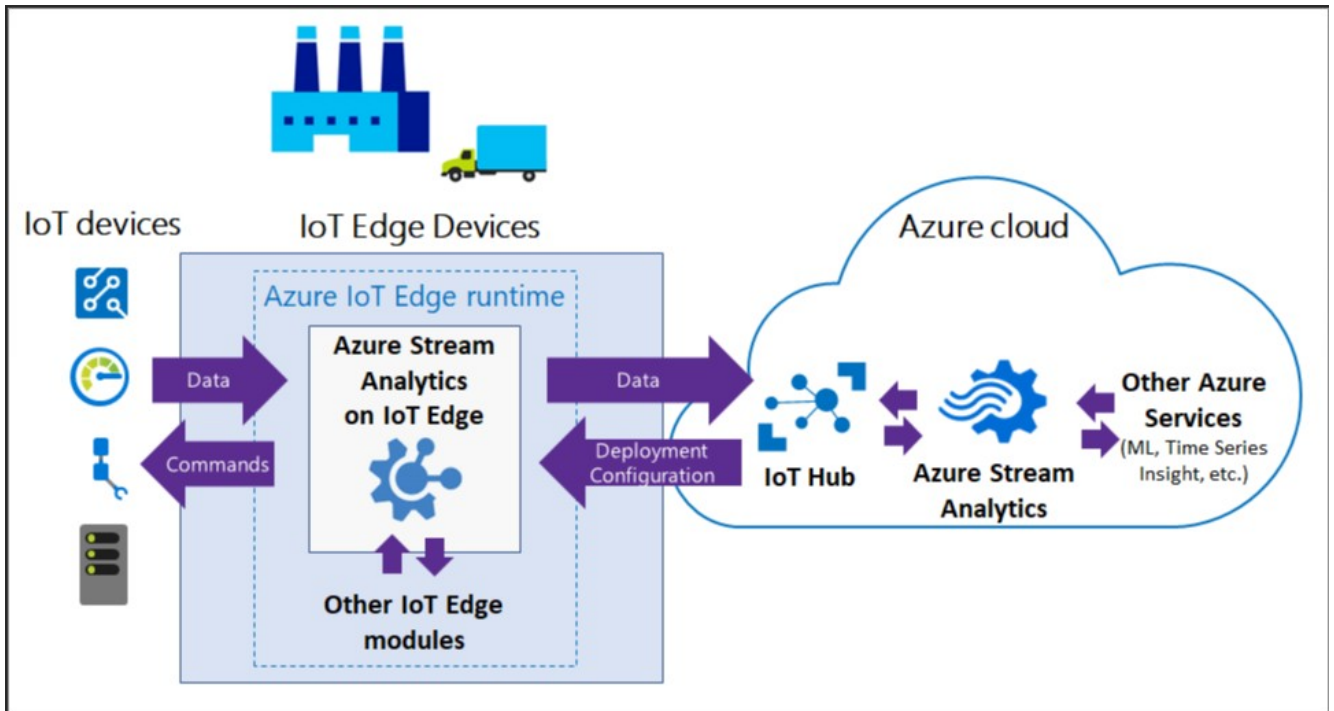 IoT devices
IoT Edge Devices
Azure cloud
Azure IoT Edge runtime
Azure Stream
Analytics
on IoT Edge
Data
Commands
Other IoT Edge
modules
Data
Deployment
Configuration
IoT Hub
Azure Stream
Analytics
Other Azure
Services
(ML, Time Series
Insight, etc.)